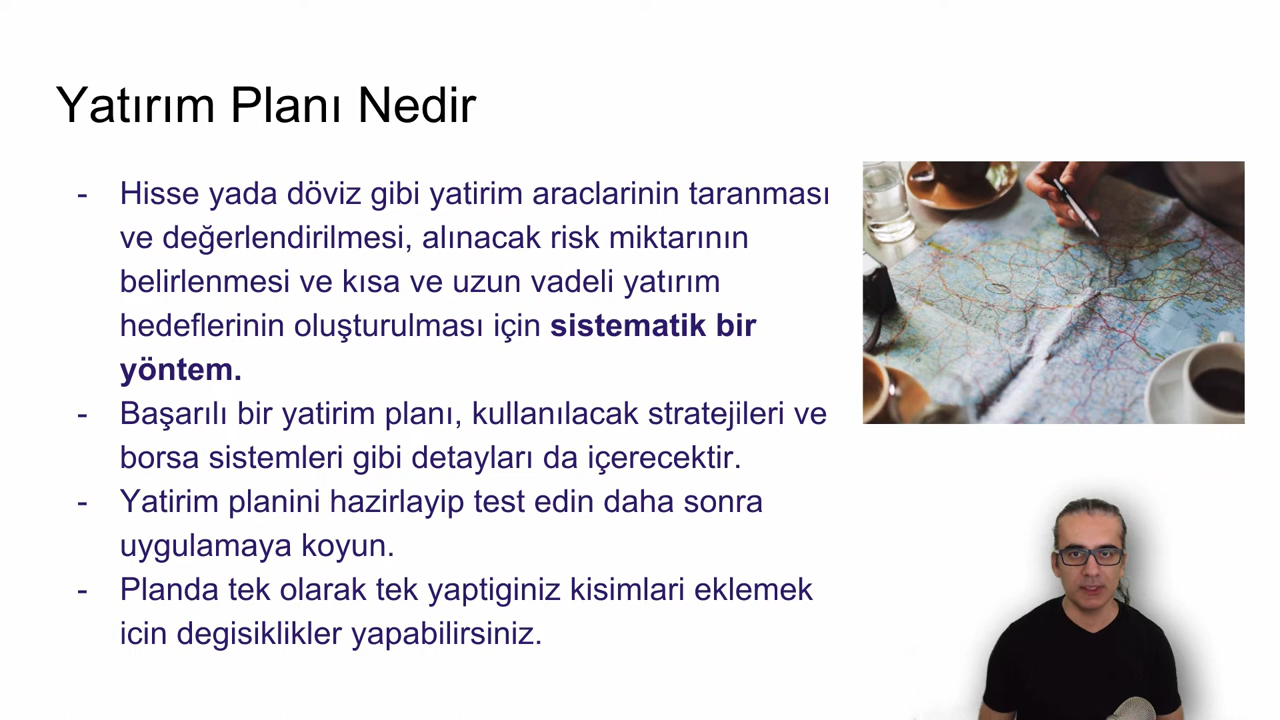 Yatırım Planı Nedir
- Hisse yada döviz gibi yatirim araclarinin taranması
ve değerlendirilmesi, alınacak risk miktarının
belirlenmesi ve kısa ve uzun vadeli yatırım
hedeflerinin oluşturulması için sistematik bir
yöntem.
- Başarılı bir yatirim planı, kullanılacak stratejileri ve
borsa sistemleri gibi detayları da içerecektir.
- Yatirim planini hazirlayip test edin daha sonra
uygulamaya koyun.
- Planda tek olarak tek yaptiginiz kisimlari eklemek
icin degisiklikler yapabilirsiniz.